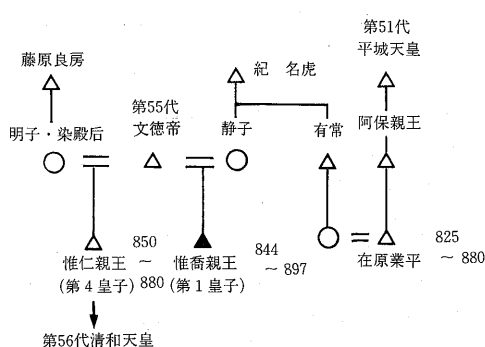 第51代
平城天皇
藤原良房
紀　名虎
第55代
文徳帝
明子・染殿后
静子
有常
阿保親王
850
～
880
惟仁親王
(第4皇子)
844
～897
惟喬親王
(第1皇子)
825
～880
在原業平
第56代清和天皇